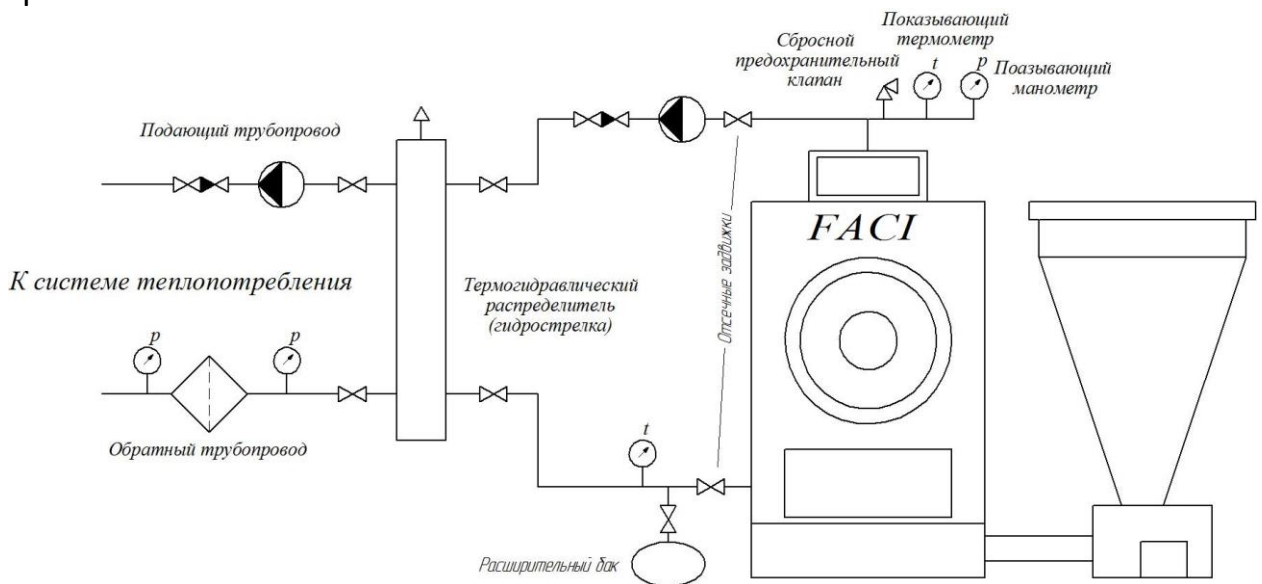 Показывающий
термометр
Сбросной
предохранительный
клапан
t
p
Поазывающий
манометр
Подающий трубопровод
FACI
К системе теплопотребления
Термогидравлический
распределитель
(гидрострелка)
Отсечные задвижки
p
p
Обратный трубопровод
t
Расширительный бак